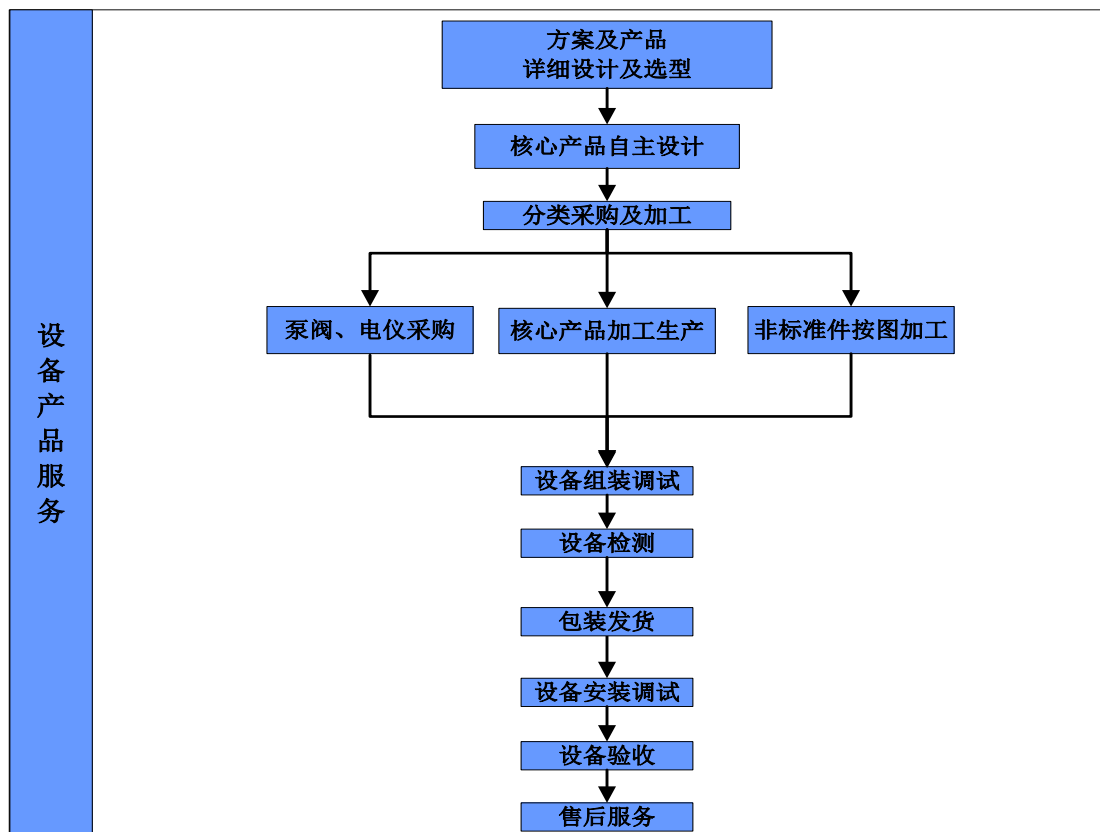 设备产品服务
方案及产品
详细设计及选型
核心产品自主设计
分类采购及加工
泵阀、电仪采购
核心产品加工生产
非标准件按图加工
设备组装调试
设备检测
包装发货
设备安装调试
设备验收
售后服务